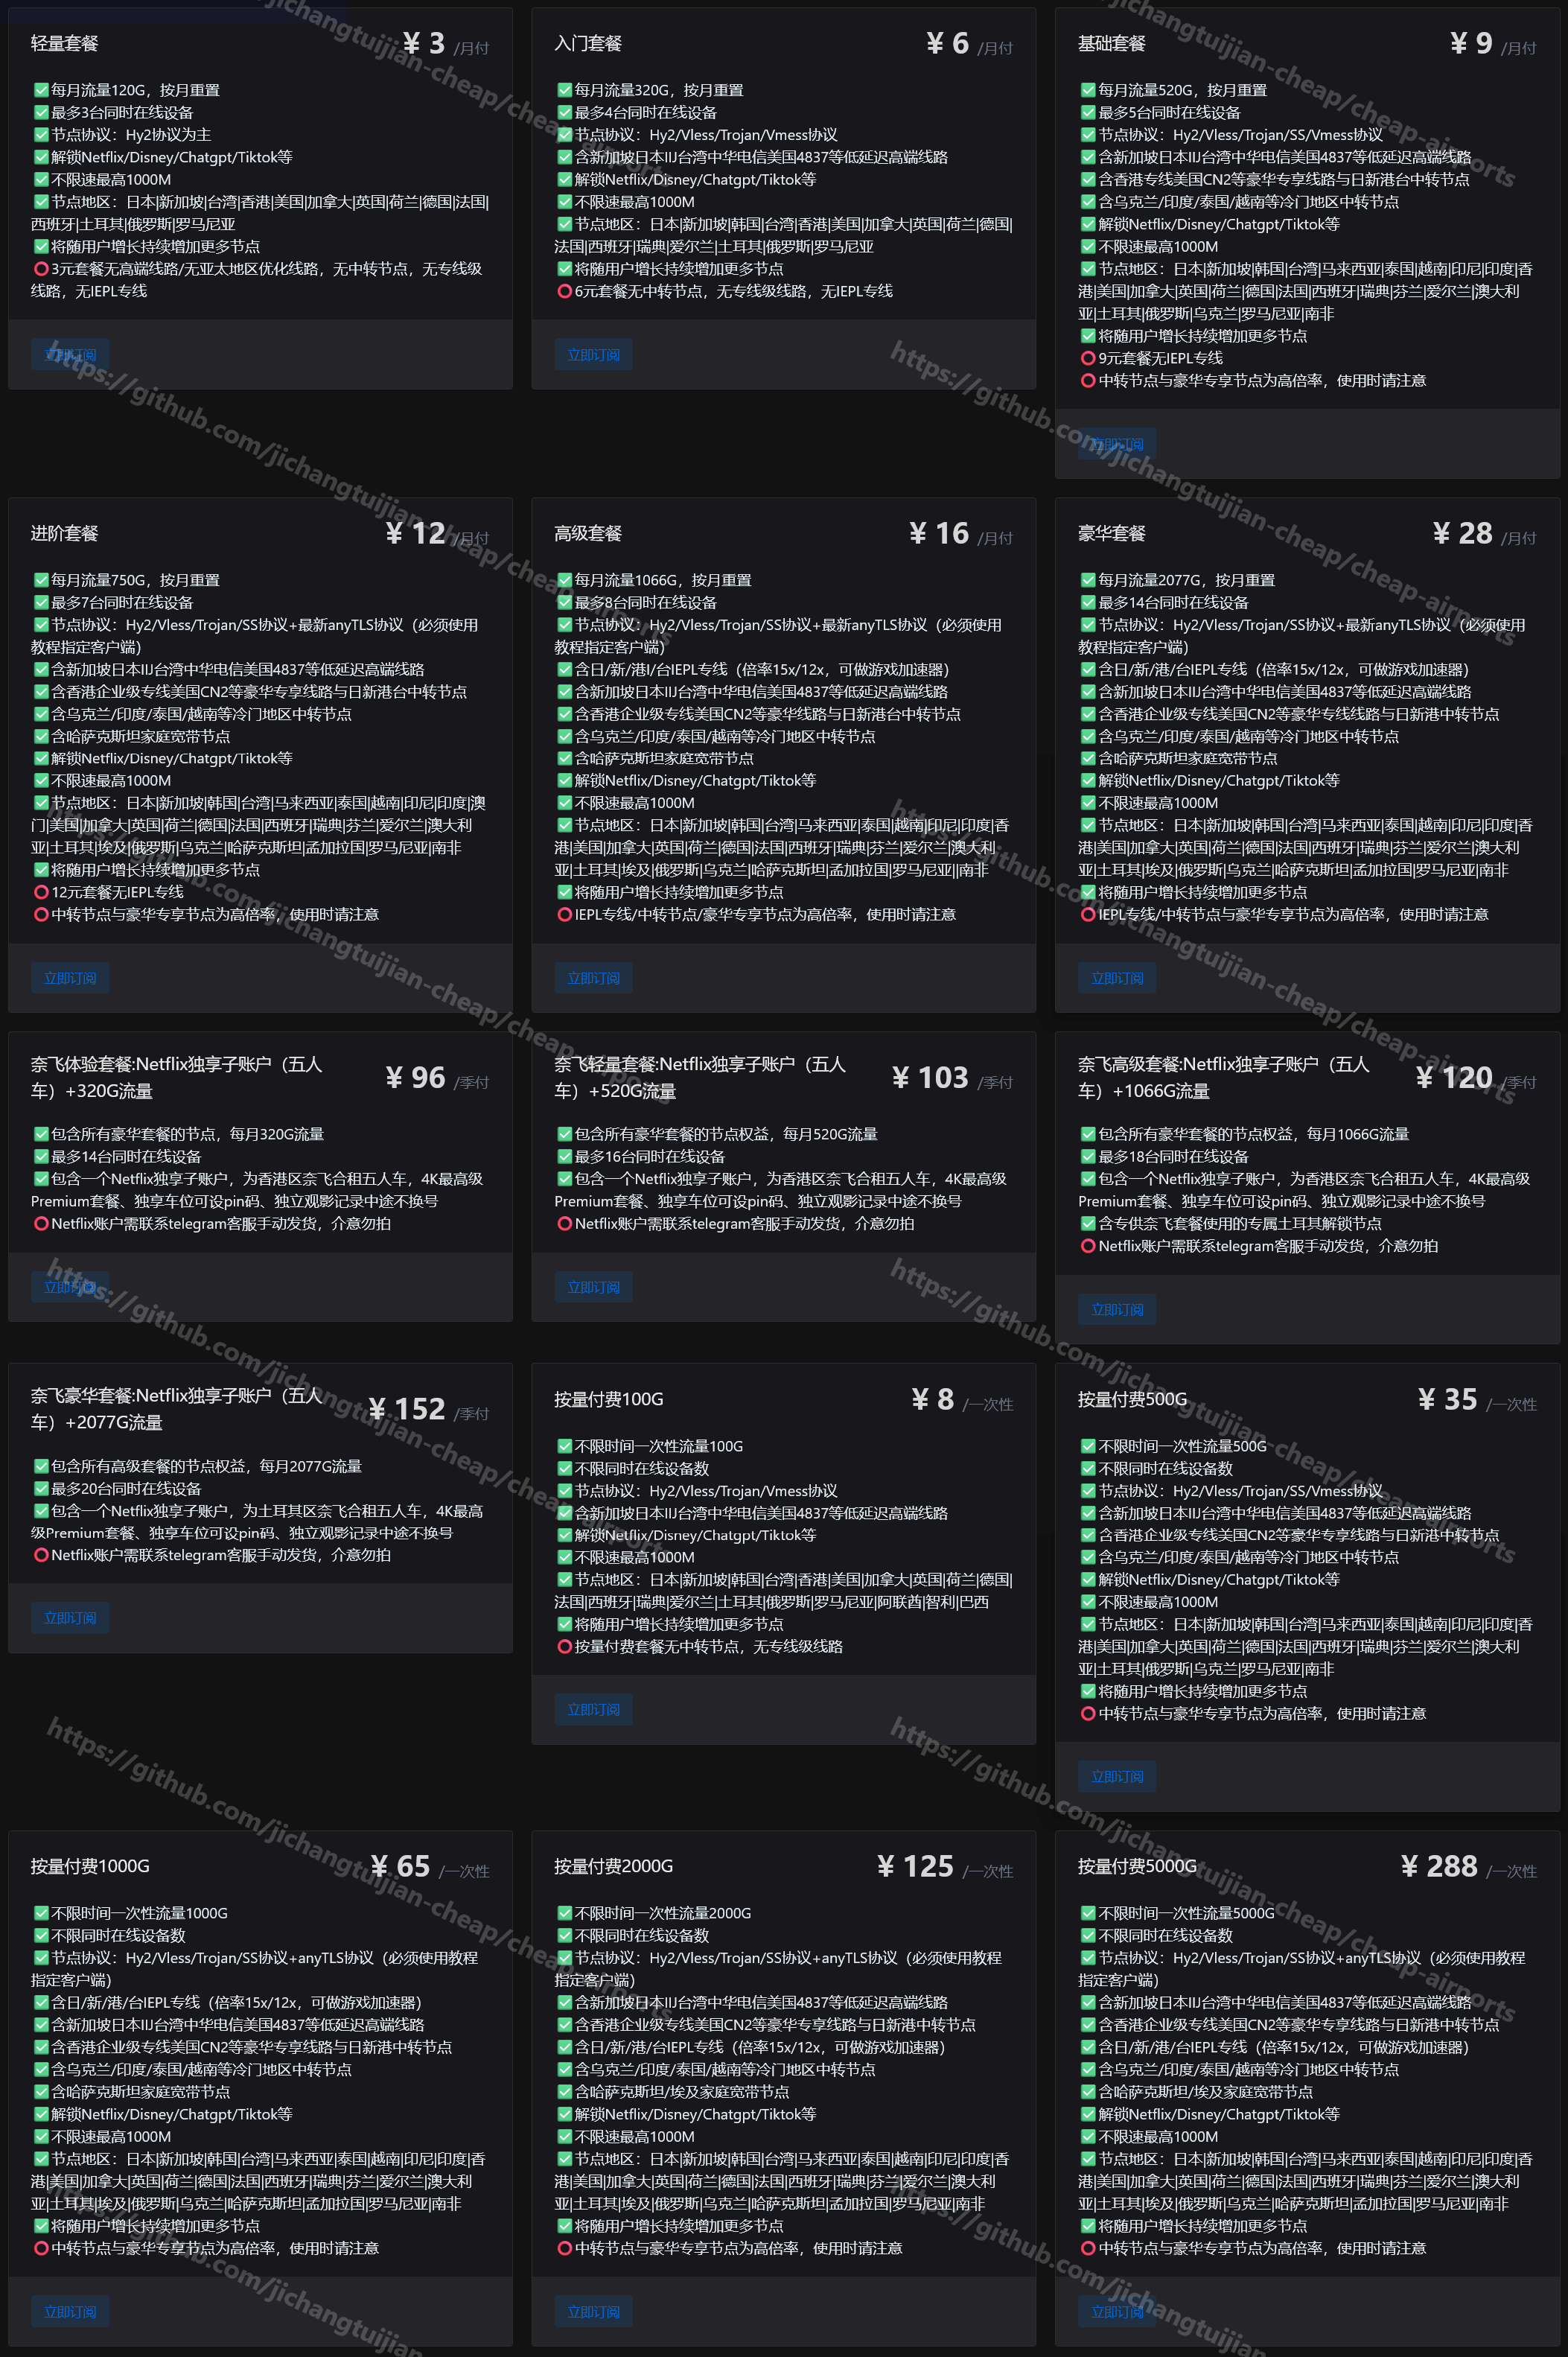 轻量套餐
¥ 3 /月付
✅每月流量120G，按月重置
✅最多3台同时在线设备
✅节点协议：Hy2协议为主
✅解锁Netflix/Disney/Chatgpt/Tiktok等
✅不限速最高1000M
✅节点地区：日本|新加坡|台湾|香港|美国|加拿大|英国|荷兰|德国|法国|
西班牙|土耳其|俄罗斯|罗马尼亚
✅将随用户增长持续增加更多节点
⭕3元套餐无高端线路/无亚太地区优化线路，无中转节点，无专线级
线路，无IEPL专线
立即订阅
入门套餐
¥ 6 /月付
✅每月流量320G，按月重置
✅最多4台同时在线设备
✅节点协议：Hy2/Vless/Trojan/Vmess协议
✅含新加坡日本IIJ台湾中华电信美国4837等低延迟高端线路
✅解锁Netflix/Disney/Chatgpt/Tiktok等
✅不限速最高1000M
✅节点地区：日本|新加坡|韩国|台湾|香港|美国|加拿大|英国|荷兰|德国|
法国|西班牙|瑞典|爱尔兰|土耳其|俄罗斯|罗马尼亚
✅将随用户增长持续增加更多节点
⭕6元套餐无中转节点，无专线级线路，无IEPL专线
立即订阅
基础套餐
¥ 9 /月付
✅每月流量520G，按月重置
✅最多5台同时在线设备
✅节点协议：Hy2/Vless/Trojan/SS/Vmess协议
✅含新加坡日本IIJ台湾中华电信美国4837等低延迟高端线路
✅含香港专线美国CN2等豪华专享线路与日新港台中转节点
✅含乌克兰/印度/泰国/越南等冷门地区中转节点
✅解锁Netflix/Disney/Chatgpt/Tiktok等
✅不限速最高1000M
✅节点地区：日本|新加坡|韩国|台湾|马来西亚|泰国|越南|印尼|印度|香
港|美国|加拿大|英国|荷兰|德国|法国|西班牙|瑞典|芬兰|爱尔兰|澳大利
亚|土耳其|俄罗斯|乌克兰|罗马尼亚|南非
✅将随用户增长持续增加更多节点
⭕9元套餐无IEPL专线
⭕中转节点与豪华专享节点为高倍率，使用时请注意
立即订阅
进阶套餐
¥ 12 /月付
✅每月流量750G，按月重置
✅最多7台同时在线设备
✅节点协议：Hy2/Vless/Trojan/SS协议+最新anyTLS协议（必须使用
教程指定客户端）
✅含新加坡日本IIJ台湾中华电信美国4837等低延迟高端线路
✅含香港企业级专线美国CN2等豪华专享线路与日新港台中转节点
✅含乌克兰/印度/泰国/越南等冷门地区中转节点
✅含哈萨克斯坦家庭宽带节点
✅解锁Netflix/Disney/Chatgpt/Tiktok等
✅不限速最高1000M
✅节点地区：日本|新加坡|韩国|台湾|马来西亚|泰国|越南|印尼|印度|澳
门|美国|加拿大|英国|荷兰|德国|法国|西班牙|瑞典|芬兰|爱尔兰|澳大利
亚|土耳其|埃及|俄罗斯|乌克兰|哈萨克斯坦|孟加拉国|罗马尼亚|南非
✅将随用户增长持续增加更多节点
⭕12元套餐无IEPL专线
⭕中转节点与豪华专享节点为高倍率，使用时请注意
立即订阅
高级套餐
¥ 16 /月付
✅每月流量1066G，按月重置
✅最多8台同时在线设备
✅节点协议：Hy2/Vless/Trojan/SS协议+最新anyTLS协议（必须使用
教程指定客户端）
✅含日/新/港l/台IEPL专线（倍率15x/12x，可做游戏加速器）
✅含新加坡日本IIJ台湾中华电信美国4837等低延迟高端线路
✅含香港企业级专线美国CN2等豪华线路与日新港台中转节点
✅含乌克兰/印度/泰国/越南等冷门地区中转节点
✅含哈萨克斯坦家庭宽带节点
✅解锁Netflix/Disney/Chatgpt/Tiktok等
✅不限速最高1000M
✅节点地区：日本|新加坡|韩国|台湾|马来西亚|泰国|越南|印尼|印度|香
港|美国|加拿大|英国|荷兰|德国|法国|西班牙|瑞典|芬兰|爱尔兰|澳大利
亚|土耳其|埃及|俄罗斯|乌克兰|哈萨克斯坦|孟加拉国|罗马尼亚||南非
✅将随用户增长持续增加更多节点
⭕IEPL专线/中转节点/豪华专享节点为高倍率，使用时请注意
立即订阅
豪华套餐
¥ 28 /月付
✅每月流量2077G，按月重置
✅最多14台同时在线设备
✅节点协议：Hy2/Vless/Trojan/SS协议+最新anyTLS协议（必须使用
教程指定客户端）
✅含日/新/港/台IEPL专线（倍率15x/12x，可做游戏加速器）
✅含新加坡日本IIJ台湾中华电信美国4837等低延迟高端线路
✅含香港企业级专线美国CN2等豪华专线线路与日新港中转节点
✅含乌克兰/印度/泰国/越南等冷门地区中转节点
✅含哈萨克斯坦家庭宽带节点
✅解锁Netflix/Disney/Chatgpt/Tiktok等
✅不限速最高1000M
✅节点地区：日本|新加坡|韩国|台湾|马来西亚|泰国|越南|印尼|印度|香
港|美国|加拿大|英国|荷兰|德国|法国|西班牙|瑞典|芬兰|爱尔兰|澳大利
亚|土耳其|埃及|俄罗斯|乌克兰|哈萨克斯坦|孟加拉国|罗马尼亚|南非
✅将随用户增长持续增加更多节点
⭕IEPL专线/中转节点与豪华专享节点为高倍率，使用时请注意
立即订阅
奈飞体验套餐:Netflix独享子账户（五人
车）+320G流量
¥ 96 /季付
✅包含所有豪华套餐的节点，每月320G流量
✅最多14台同时在线设备
✅包含一个Netflix独享子账户，为香港区奈飞合租五人车，4K最高级
Premium套餐、独享车位可设pin码、独立观影记录中途不换号
⭕Netflix账户需联系telegram客服手动发货，介意勿拍
立即订阅
奈飞轻量套餐:Netflix独享子账户（五人
车）+520G流量
¥ 103 /季付
✅包含所有豪华套餐的节点权益，每月520G流量
✅最多16台同时在线设备
✅包含一个Netflix独享子账户，为香港区奈飞合租五人车，4K最高级
Premium套餐、独享车位可设pin码、独立观影记录中途不换号
⭕Netflix账户需联系telegram客服手动发货，介意勿拍
立即订阅
奈飞高级套餐:Netflix独享子账户（五人
车）+1066G流量
¥ 120 /季付
✅包含所有豪华套餐的节点权益，每月1066G流量
✅最多18台同时在线设备
✅包含一个Netflix独享子账户，为香港区奈飞合租五人车，4K最高级
Premium套餐、独享车位可设pin码、独立观影记录中途不换号
✅含专供奈飞套餐使用的专属土耳其解锁节点
⭕Netflix账户需联系telegram客服手动发货，介意勿拍
立即订阅
奈飞豪华套餐:Netflix独享子账户（五人
车）+2077G流量
¥ 152 /季付
✅包含所有高级套餐的节点权益，每月2077G流量
✅最多20台同时在线设备
✅包含一个Netflix独享子账户，为土耳其区奈飞合租五人车，4K最高
级Premium套餐、独享车位可设pin码、独立观影记录中途不换号
⭕Netflix账户需联系telegram客服手动发货，介意勿拍
立即订阅
按量付费100G
¥ 8 /一次性
✅不限时间一次性流量100G
✅不限同时在线设备数
✅节点协议：Hy2/Vless/Trojan/Vmess协议
✅含新加坡日本IIJ台湾中华电信美国4837等低延迟高端线路
✅解锁Netflix/Disney/Chatgpt/Tiktok等
✅不限速最高1000M
✅节点地区：日本|新加坡|韩国|台湾|香港|美国|加拿大|英国|荷兰|德国|
法国|西班牙|瑞典|爱尔兰|土耳其|俄罗斯|罗马尼亚|阿联酋|智利|巴西
✅将随用户增长持续增加更多节点
⭕按量付费套餐无中转节点，无专线级线路
立即订阅
按量付费500G
¥ 35 /一次性
✅不限时间一次性流量500G
✅不限同时在线设备数
✅节点协议：Hy2/Vless/Trojan/SS/Vmess协议
✅含新加坡日本IIJ台湾中华电信美国4837等低延迟高端线路
✅含香港企业级专线美国CN2等豪华专享线路与日新港中转节点
✅含乌克兰/印度/泰国/越南等冷门地区中转节点
✅解锁Netflix/Disney/Chatgpt/Tiktok等
✅不限速最高1000M
✅节点地区：日本|新加坡|韩国|台湾|马来西亚|泰国|越南|印尼|印度|香
港|美国|加拿大|英国|荷兰|德国|法国|西班牙|瑞典|芬兰|爱尔兰|澳大利
亚|土耳其|俄罗斯|乌克兰|罗马尼亚|南非
✅将随用户增长持续增加更多节点
⭕中转节点与豪华专享节点为高倍率，使用时请注意
立即订阅
按量付费1000G
¥ 65 /一次性
✅不限时间一次性流量1000G
✅不限同时在线设备数
✅节点协议：Hy2/Vless/Trojan/SS协议+anyTLS协议（必须使用教程
指定客户端）
✅含日/新/港/台IEPL专线（倍率15x/12x，可做游戏加速器）
✅含新加坡日本IIJ台湾中华电信美国4837等低延迟高端线路
✅含香港企业级专线美国CN2等豪华专享线路与日新港中转节点
✅含乌克兰/印度/泰国/越南等冷门地区中转节点
✅含哈萨克斯坦家庭宽带节点
✅解锁Netflix/Disney/Chatgpt/Tiktok等
✅不限速最高1000M
✅节点地区：日本|新加坡|韩国|台湾|马来西亚|泰国|越南|印尼|印度|香
港|美国|加拿大|英国|荷兰|德国|法国|西班牙|瑞典|芬兰|爱尔兰|澳大利
亚|土耳其|埃及|俄罗斯|乌克兰|哈萨克斯坦|孟加拉国|罗马尼亚|南非
✅将随用户增长持续增加更多节点
⭕中转节点与豪华专享节点为高倍率，使用时请注意
立即订阅
按量付费2000G
¥ 125 /一次性
✅不限时间一次性流量2000G
✅不限同时在线设备数
✅节点协议：Hy2/Vless/Trojan/SS协议+anyTLS协议（必须使用教程
指定客户端）
✅含新加坡日本IIJ台湾中华电信美国4837等低延迟高端线路
✅含香港企业级专线美国CN2等豪华专享线路与日新港中转节点
✅含日/新/港/台IEPL专线（倍率15x/12x，可做游戏加速器）
✅含乌克兰/印度/泰国/越南等冷门地区中转节点
✅含哈萨克斯坦/埃及家庭宽带节点
✅解锁Netflix/Disney/Chatgpt/Tiktok等
✅不限速最高1000M
✅节点地区：日本|新加坡|韩国|台湾|马来西亚|泰国|越南|印尼|印度|香
港|美国|加拿大|英国|荷兰|德国|法国|西班牙|瑞典|芬兰|爱尔兰|澳大利
亚|土耳其|埃及|俄罗斯|乌克兰|哈萨克斯坦|孟加拉国|罗马尼亚|南非
✅将随用户增长持续增加更多节点
⭕中转节点与豪华专享节点为高倍率，使用时请注意
立即订阅
按量付费5000G
¥ 288 /一次性
✅不限时间一次性流量5000G
✅不限同时在线设备数
✅节点协议：Hy2/Vless/Trojan/SS协议+anyTLS协议（必须使用教程
指定客户端）
✅含新加坡日本IIJ台湾中华电信美国4837等低延迟高端线路
✅含香港企业级专线美国CN2等豪华专享线路与日新港中转节点
✅含日/新/港/台IEPL专线（倍率15x/12x，可做游戏加速器）
✅含乌克兰/印度/泰国/越南等冷门地区中转节点
✅含哈萨克斯坦/埃及家庭宽带节点
✅解锁Netflix/Disney/Chatgpt/Tiktok等
✅不限速最高1000M
✅节点地区：日本|新加坡|韩国|台湾|马来西亚|泰国|越南|印尼|印度|香
港|美国|加拿大|英国|荷兰|德国|法国|西班牙|瑞典|芬兰|爱尔兰|澳大利
亚|土耳其|埃及|俄罗斯|乌克兰|哈萨克斯坦|孟加拉国|罗马尼亚|南非
✅将随用户增长持续增加更多节点
⭕中转节点与豪华专享节点为高倍率，使用时请注意
立即订阅
https://github.com/jichangtuijian-cheap/cheap-airports